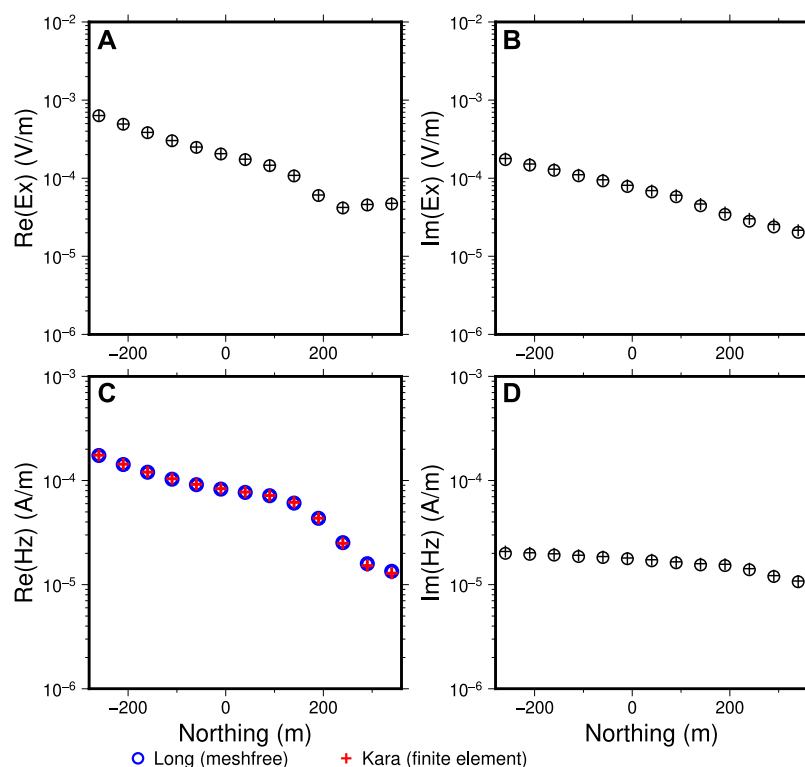 A
B
10⁻² 10⁻³ 10⁻⁴ 10⁻⁵ 10⁻⁶
Re(Ex) (V/m)
−200 0 200
10⁻² 10⁻³ 10⁻⁴ 10⁻⁵ 10⁻⁶
Im(Ex) (V/m)
−200 0 200
C
D
10⁻³ 10⁻⁴ 10⁻⁵ 10⁻⁶
Re(Hz) (A/m)
−200 0 200
Northing (m)
10⁻³ 10⁻⁴ 10⁻⁵ 10⁻⁶
Im(Hz) (A/m)
−200 0 200
Northing (m)
Long (meshfree)
Kara (finite element)